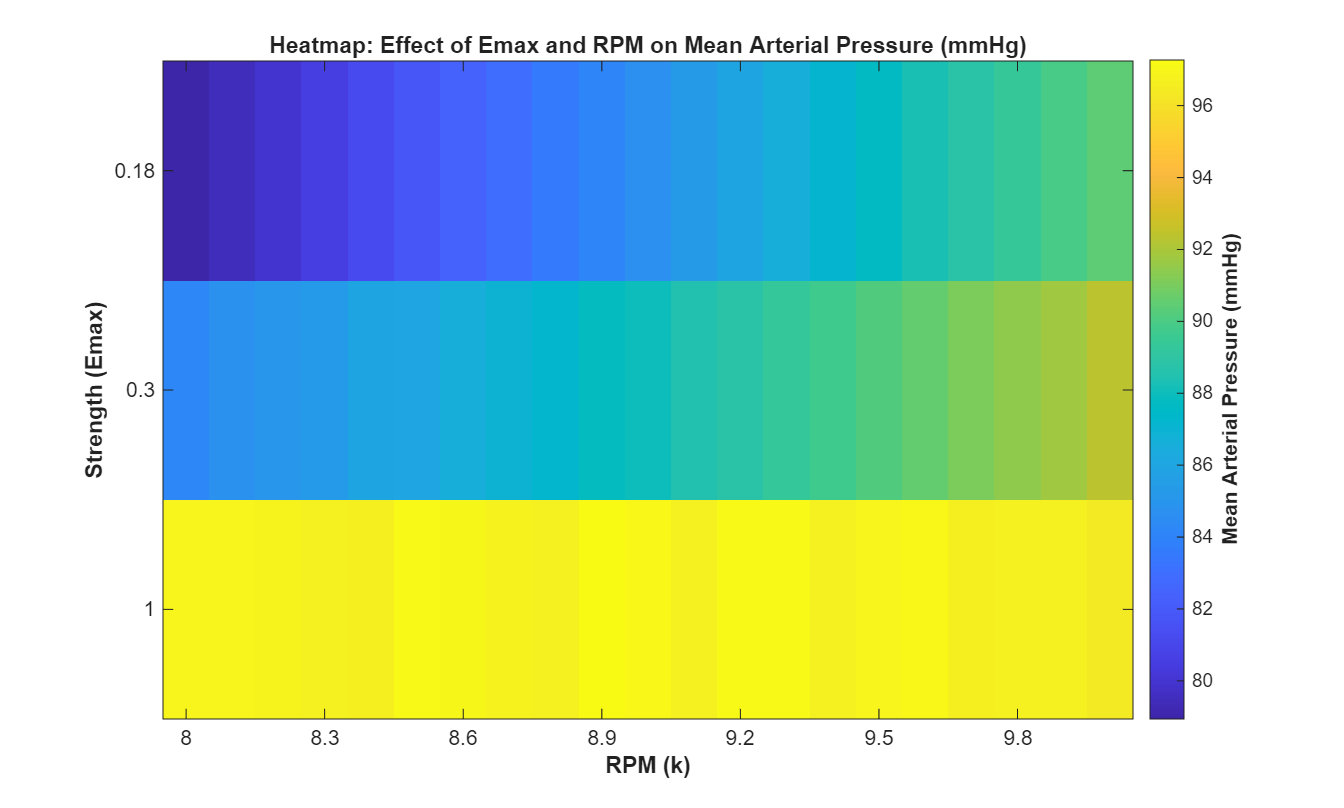 Heatmap: Effect of Emax and RPM on Mean Arterial Pressure (mmHg)
Strength (Emax)
0.18
0.3
1
8 8.3 8.6 8.9 9.2 9.5 9.8
RPM (k)
96
94
92
90
88
86
84
82
80
Mean Arterial Pressure (mmHg)